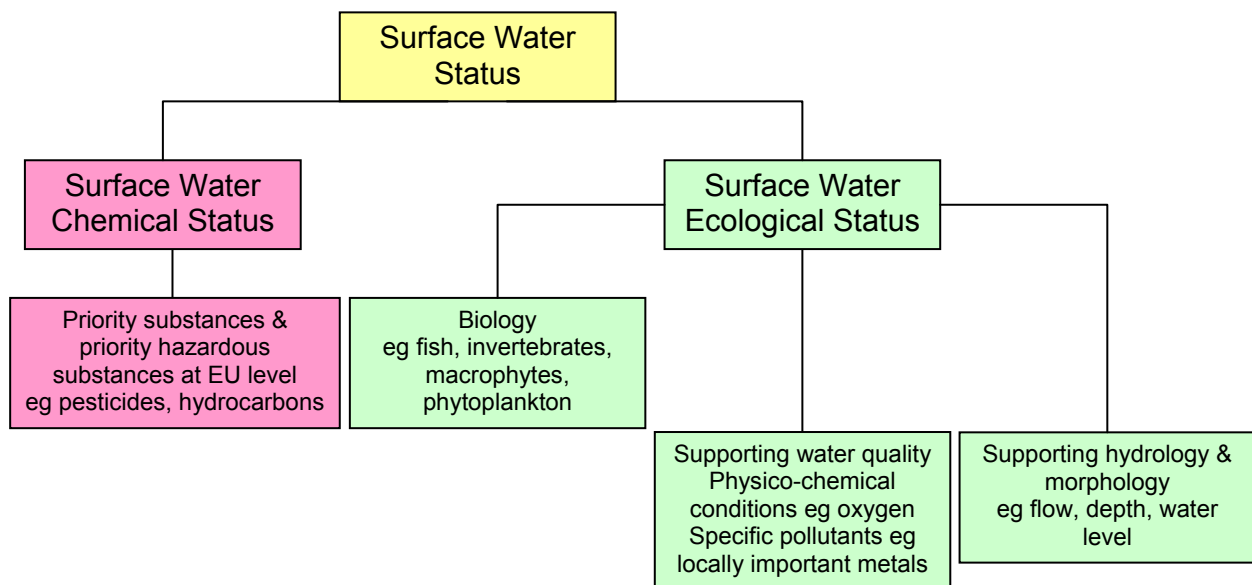 Surface Water
Status
Surface Water
Chemical Status
Surface Water
Ecological Status
Priority substances &
priority hazardous
substances at EU level
eg pesticides, hydrocarbons
Biology
eg fish, invertebrates,
macrophytes,
phytoplankton
Supporting water quality
Physico-chemical
conditions eg oxygen
Specific pollutants eg
locally important metals
Supporting hydrology &
morphology
eg flow, depth, water
level